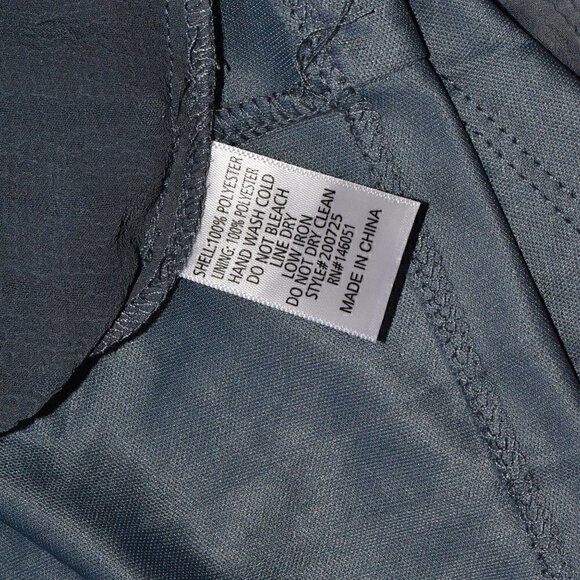 SHELL:100% POLYESTER
LINING: 100% POLYESTER
HAND WASH COLD
DO NOT BLEACH
LINE DRY
LOW IRON
DO NOT DRY CLEAN
STYLE#200725
RN#146051
MADE IN CHINA